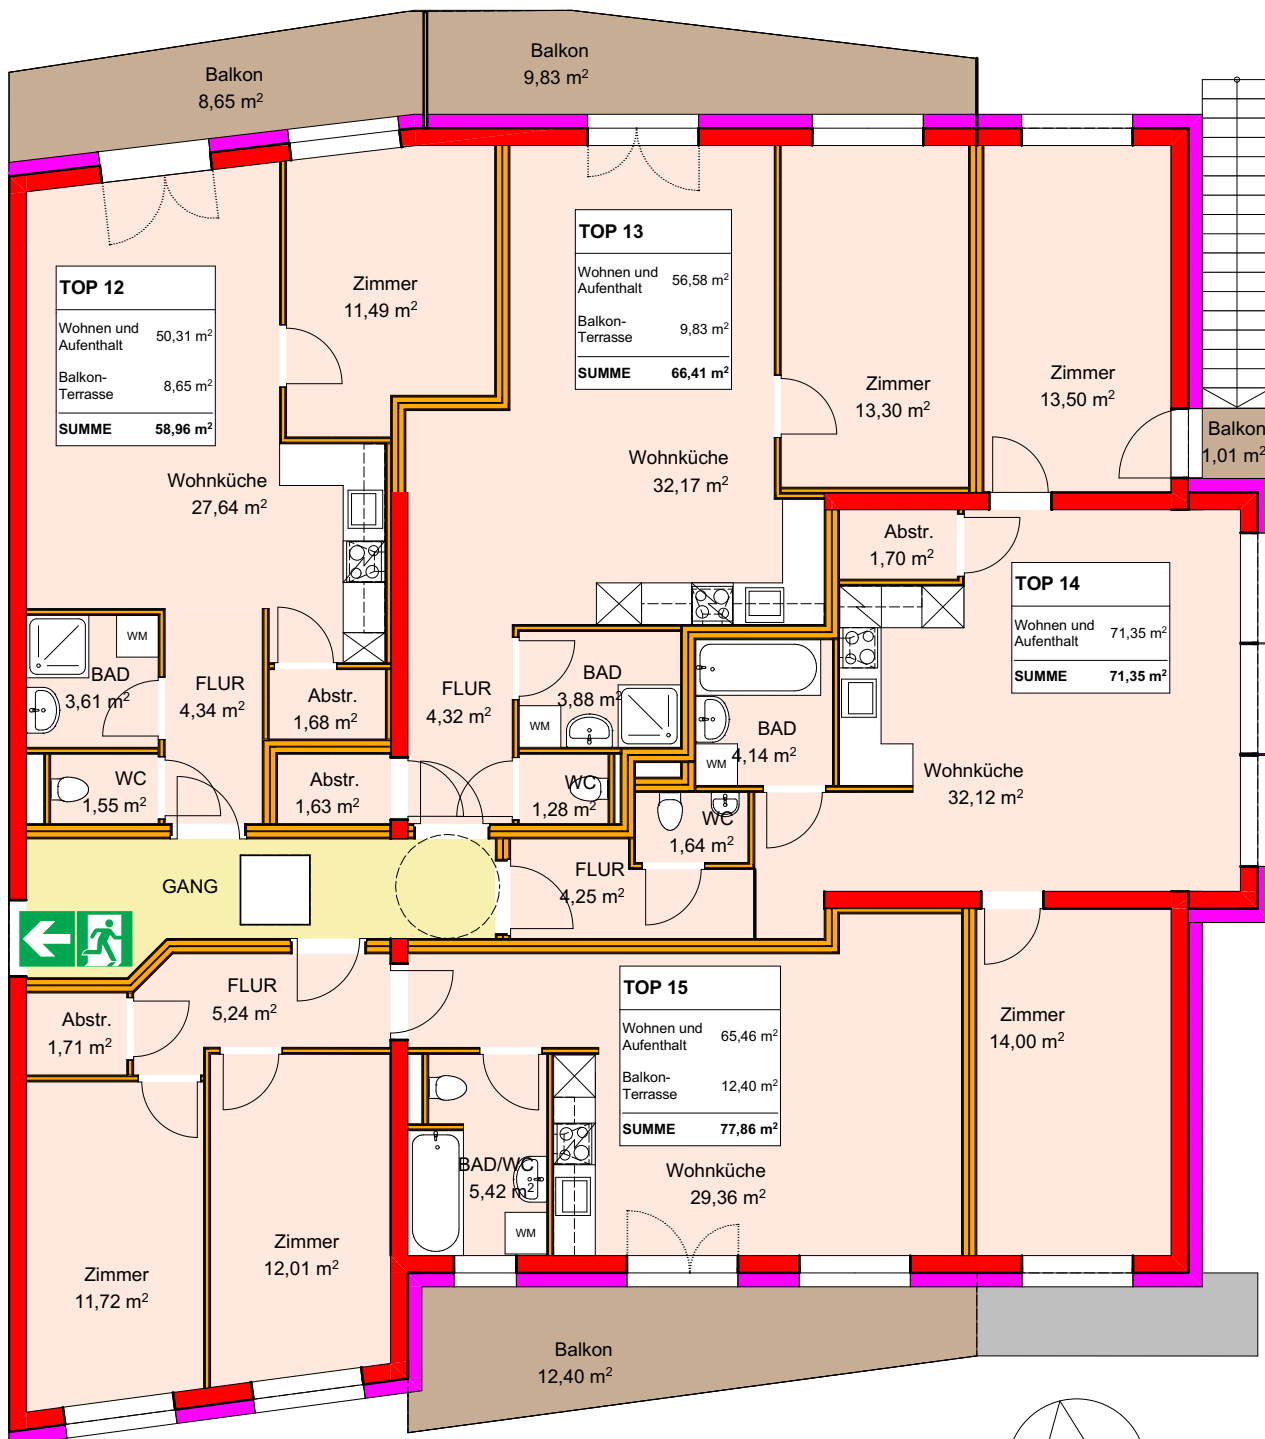 Balkon
9,83 m²
Balkon
8,65 m²
TOP 12
Wohnen und
Aufenthalt 50,31 m²
Balkon-
Terrasse 8,65 m²
SUMME 58,96 m²
Zimmer
11,49 m²
TOP 13
Wohnen und
Aufenthalt 56,58 m²
Balkon-
Terrasse 9,83 m²
SUMME 66,41 m²
Zimmer
13,30 m²
Zimmer
13,50 m²
Balkon
1,01 m²
Wohnküche
27,64 m²
Wohnküche
32,17 m²
Abstr.
1,70 m²
TOP 14
Wohnen und
Aufenthalt 71,35 m²
SUMME 71,35 m²
WM
BAD
3,61 m²
FLUR
4,34 m²
Abstr.
1,68 m²
FLUR
4,32 m²
BAD
3,88 m²
WM
BAD
4,14 m²
WM
Wohnküche
32,12 m²
WC
1,55 m²
Abstr.
1,63 m²
WC
1,28 m²
WC
1,64 m²
GANG
FLUR
4,25 m²
FLUR
5,24 m²
Abstr.
1,71 m²
TOP 15
Wohnen und
Aufenthalt 65,46 m²
Balkon-
Terrasse 12,40 m²
SUMME 77,86 m²
Zimmer
14,00 m²
BAD/WC
5,42 m²
WM
Wohnküche
29,36 m²
Zimmer
12,01 m²
Zimmer
11,72 m²
Balkon
12,40 m²